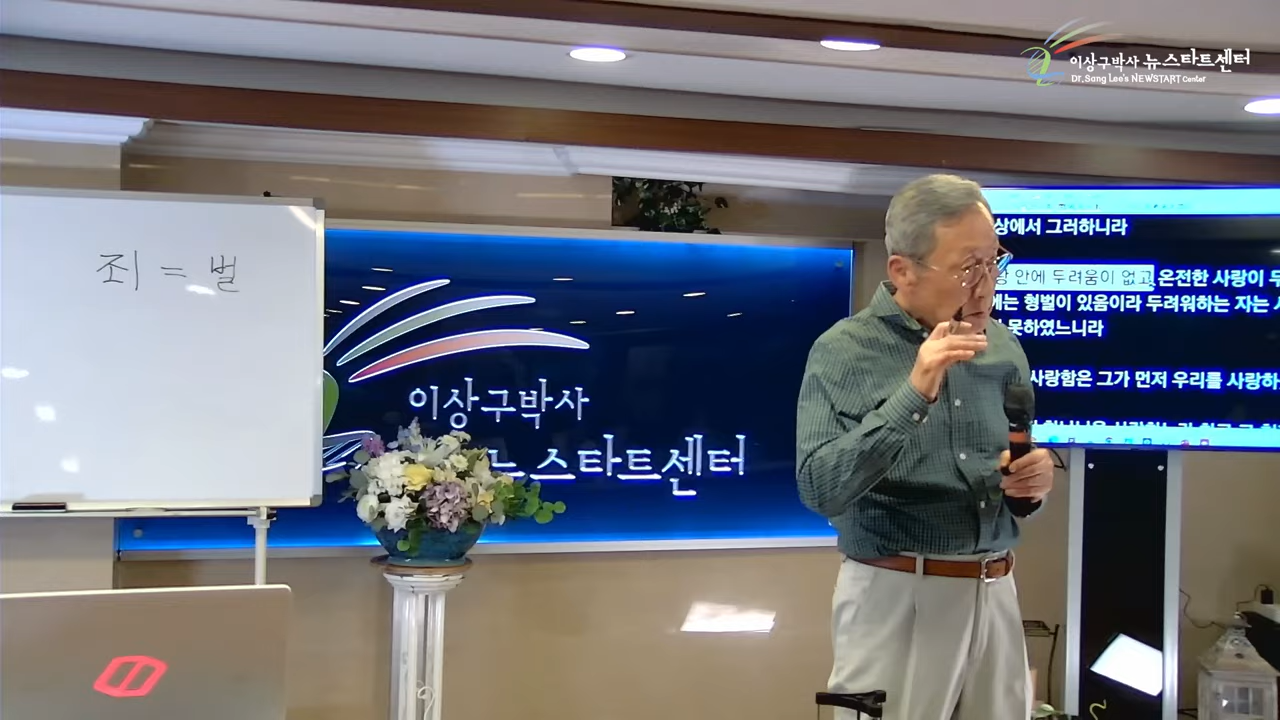 이상구박사 뉴스타트센터
Dr. Sang Lee's NEWSTART Center
죄 = 벌
이상구박사
뉴스타트센터
상에서 그러하니라
안에 두려움이 없고 온전한 사랑이 두
에는 형벌이 있음이라 두려워하는 자는
못하였느니라
사랑함은 그가 먼저 우리를 사랑하